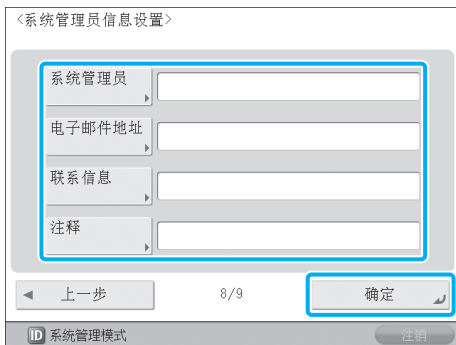 <系统管理员信息设置>
系统管理员
电子邮件地址
联系信息
注释
上一步 8/9 确定
ID 系统管理模式 注销